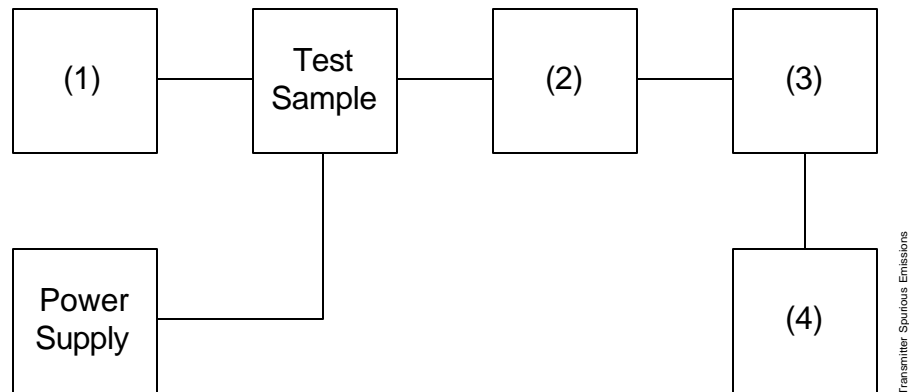 (1)
Test
Sample
(2)
(3)
Power
Supply
(4)
Transmitter Spurious Emissions